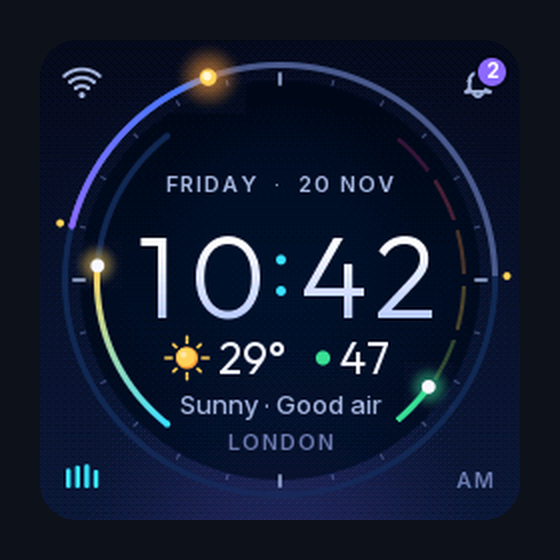 2
FRIDAY · 20 NOV
10:42
29° 47
Sunny · Good air
LONDON
AM